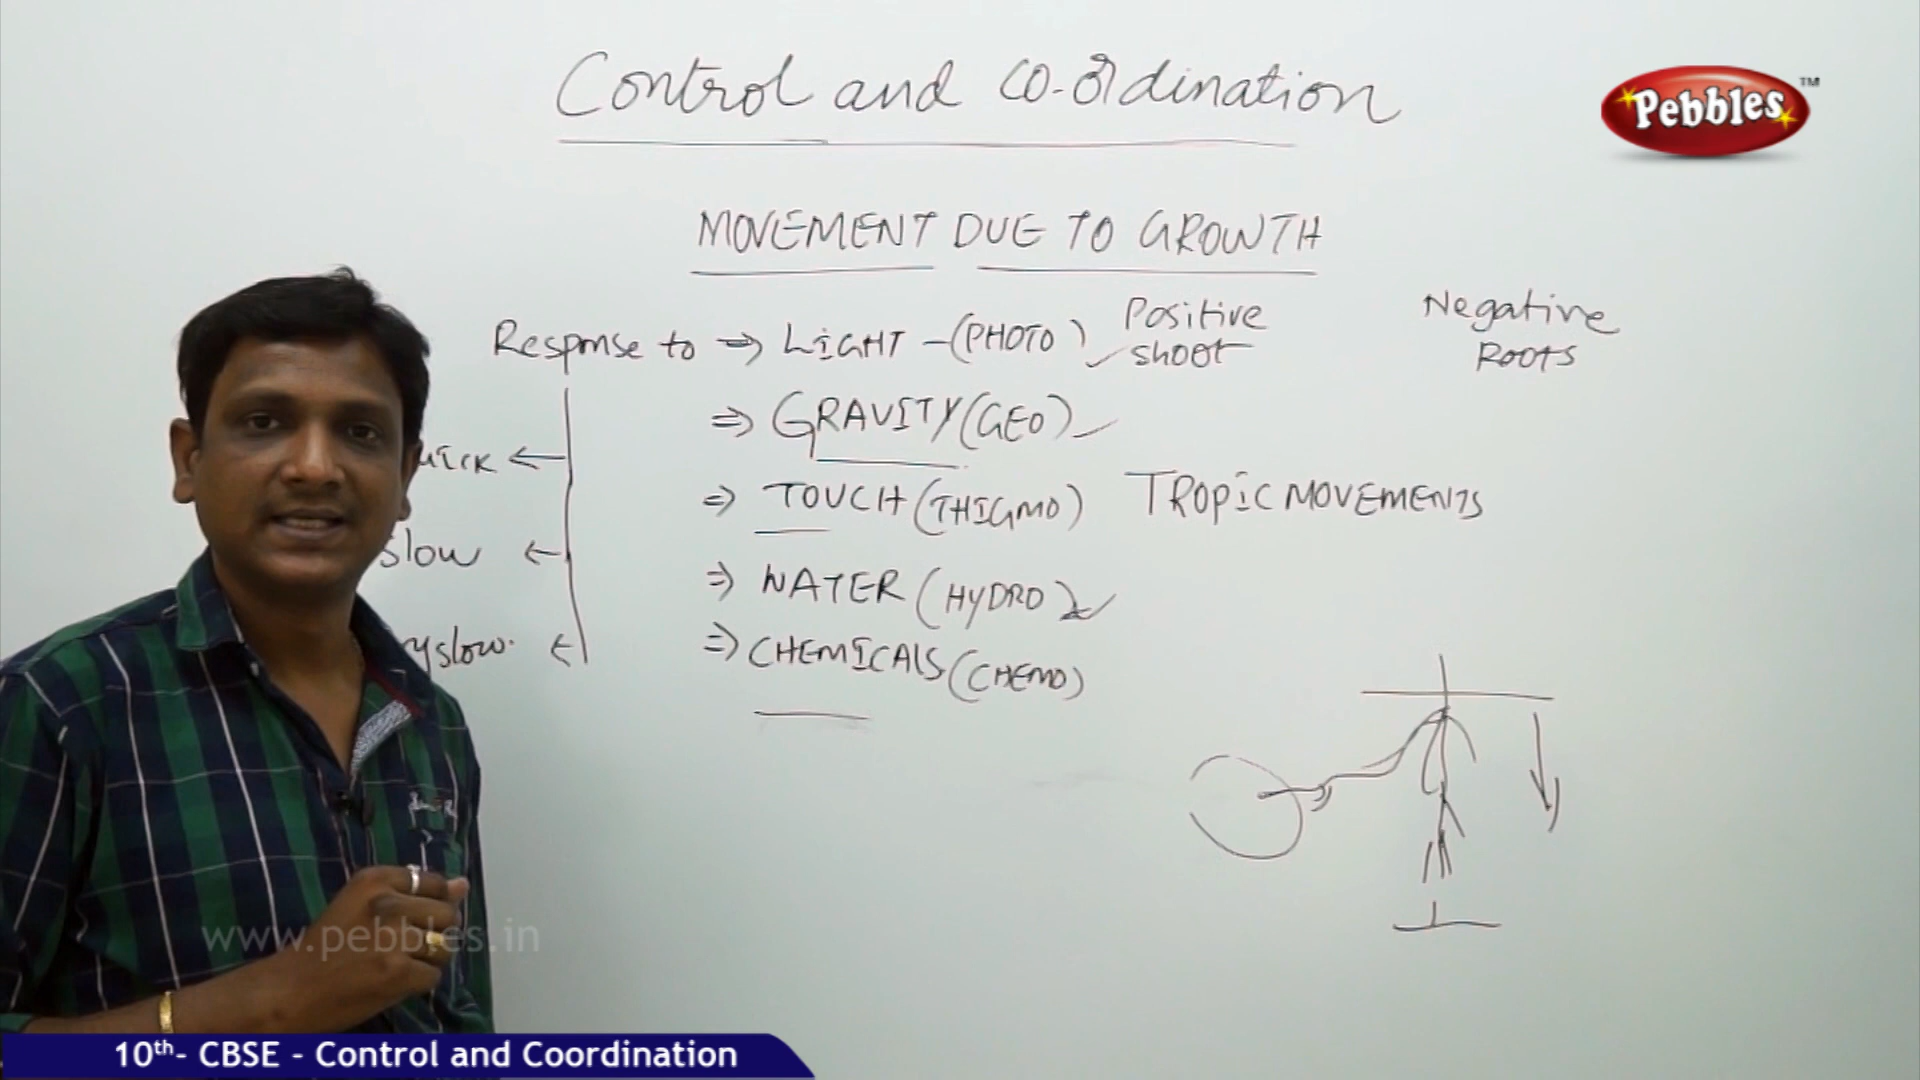 Control and co-ordination
Pebbles™
MOVEMENT DUE TO GROWTH
Response to ⇒ LIGHT - (PHOTO) Positive shoot
Negative Roots
⇒ GRAVITY (GEO)
⇒ TOUCH (THIGMO) TROPIC MOVEMENTS
slow ←
⇒ WATER (HYDRO)
⇒ CHEMICALS (CHEMO)
www.pebbles.in
10th- CBSE - Control and Coordination